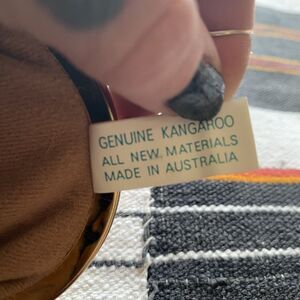 GENUINE KANGAROO
ALL NEW MATERIALS
MADE IN AUSTRALIA